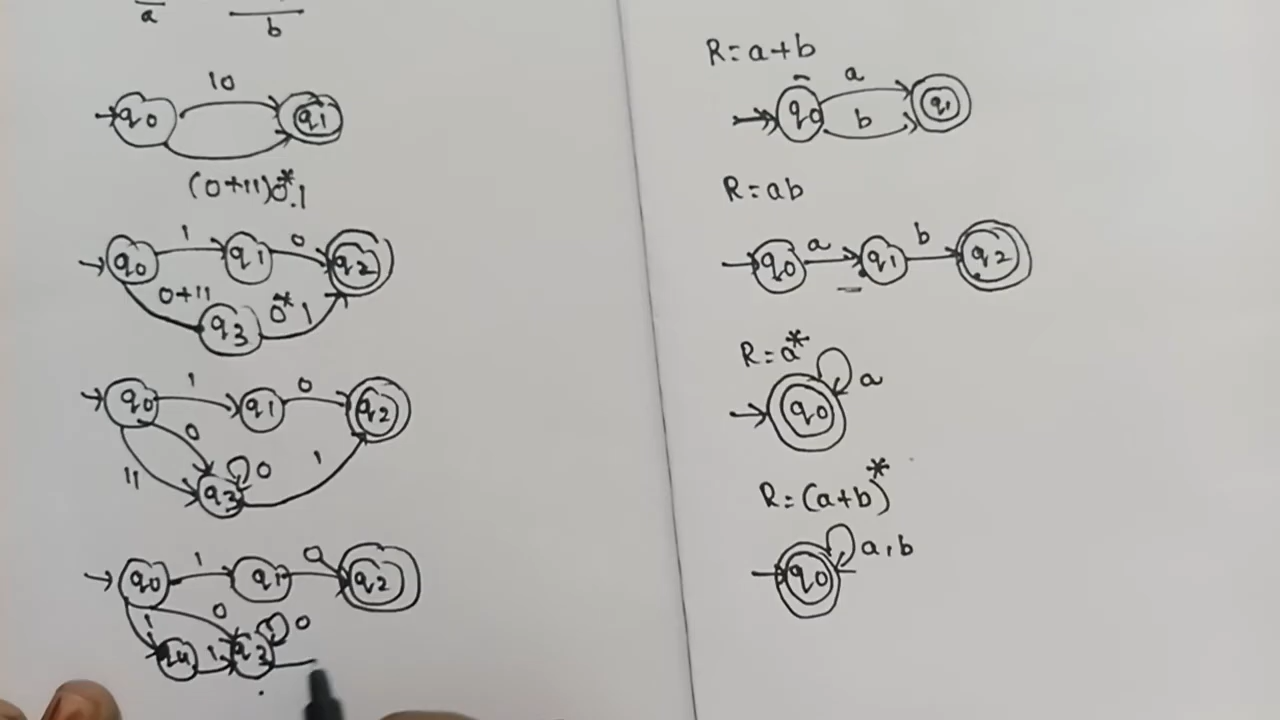 a
b
10
q0 q1
(0+11)0*.1
1 0
q0 q1 q2
0+11 0* 1
q3
1 0
q0 q1 q2
0
11 0 1
q3
1 0
q0 q1 q2
0
1 0
q4 1 q3
R=a+b
a
q0 q1
b
R=ab
a b
q0 q1 q2
R=a*
a
q0
R=(a+b)*
a,b
q0